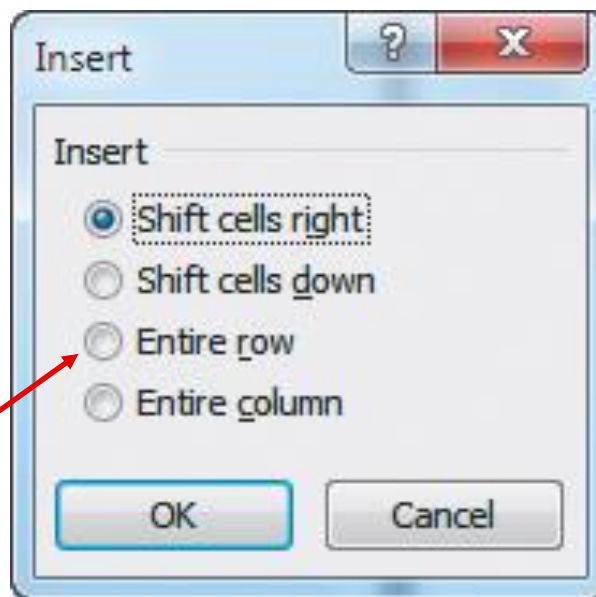 Insert
Insert
Shift cells right
Shift cells down
Entire row
Entire column
OK Cancel